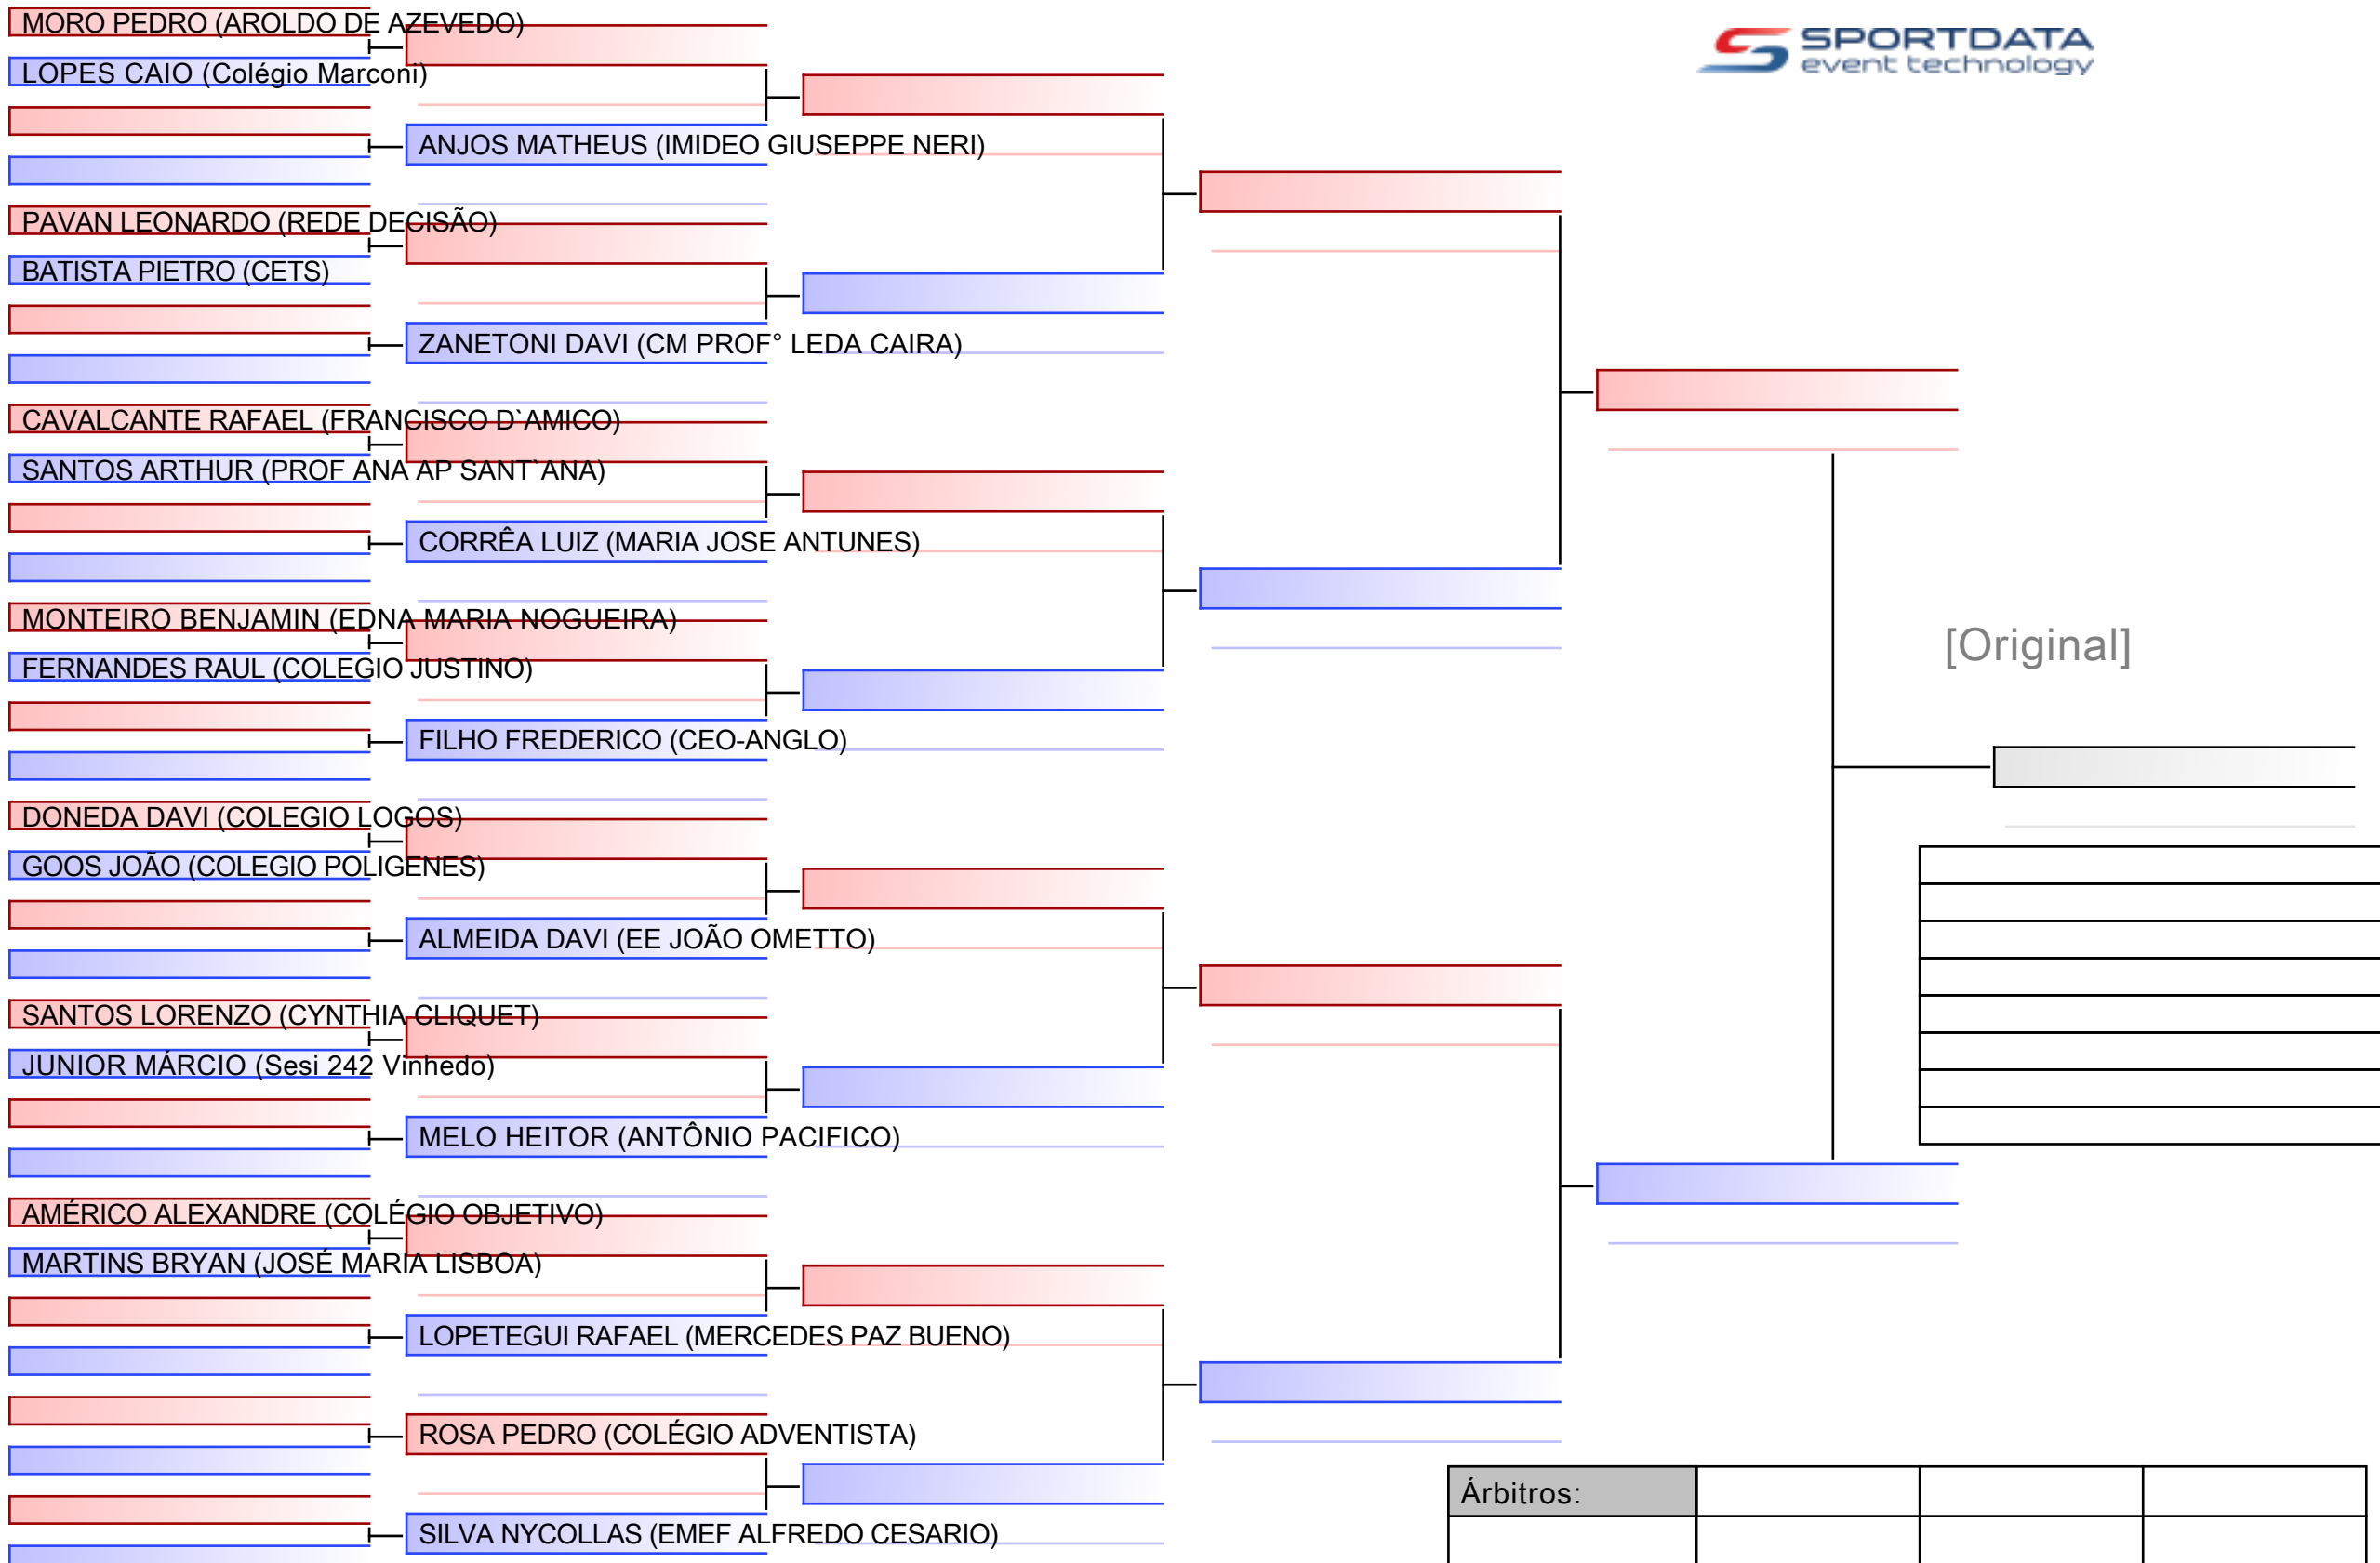 MORO PEDRO (AROLDO DE AZEVEDO)
SPORTDATA
event technology
LOPES CAIO (Colégio Marconi)
ANJOS MATHEUS (IMIDEO GIUSEPPE NERI)
PAVAN LEONARDO (REDE DECISÃO)
BATISTA PIETRO (CETS)
ZANETONI DAVI (CM PROF° LEDA CAIRA)
CAVALCANTE RAFAEL (FRANCISCO D`AMICO)
SANTOS ARTHUR (PROF ANA AP SANT`ANA)
CORRÊA LUIZ (MARIA JOSE ANTUNES)
MONTEIRO BENJAMIN (EDNA MARIA NOGUEIRA)
[Original]
FERNANDES RAUL (COLEGIO JUSTINO)
FILHO FREDERICO (CEO-ANGLO)
DONEDA DAVI (COLEGIO LOGOS)
GOOS JOÃO (COLEGIO POLIGENES)
ALMEIDA DAVI (EE JOÃO OMETTO)
SANTOS LORENZO (CYNTHIA CLIQUET)
JUNIOR MÁRCIO (Sesi 242 Vinhedo)
MELO HEITOR (ANTÔNIO PACIFICO)
AMÉRICO ALEXANDRE (COLÉGIO OBJETIVO)
MARTINS BRYAN (JOSÉ MARIA LISBOA)
LOPETEGUI RAFAEL (MERCEDES PAZ BUENO)
ROSA PEDRO (COLÉGIO ADVENTISTA)
Árbitros:
SILVA NYCOLLAS (EMEF ALFREDO CESARIO)